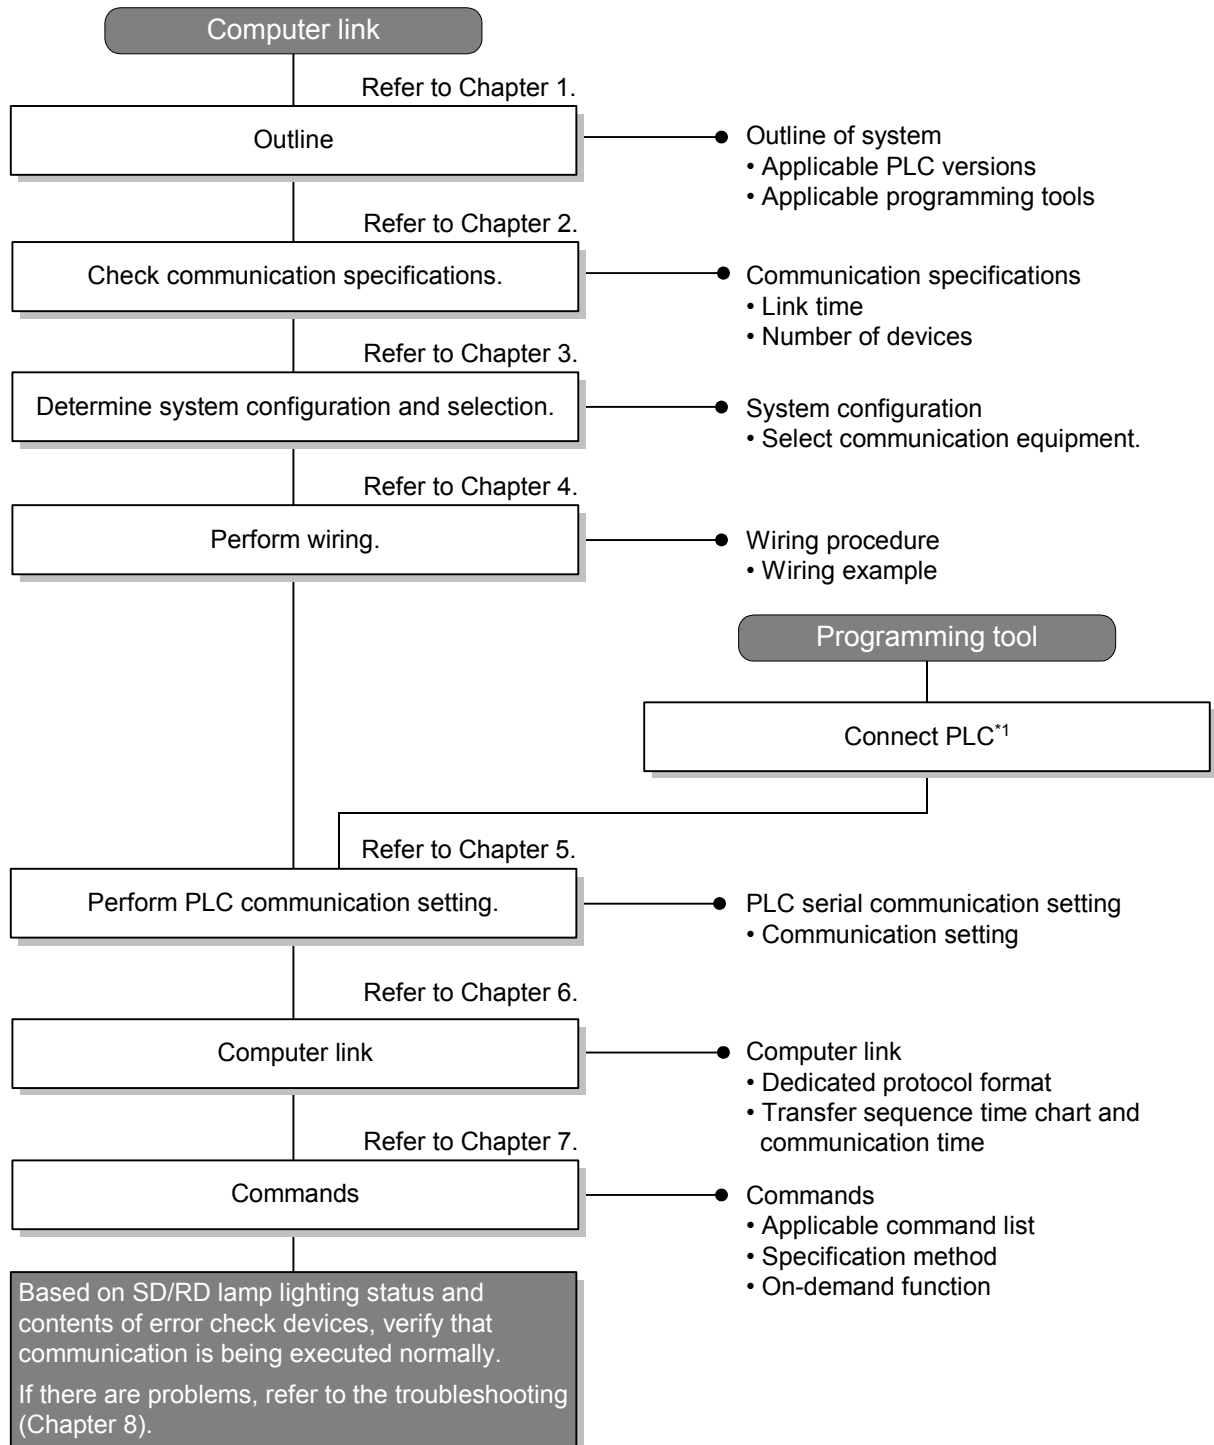 Computer link
Refer to Chapter 1.
Outline
Outline of system
• Applicable PLC versions
• Applicable programming tools
Refer to Chapter 2.
Check communication specifications.
Communication specifications
• Link time
• Number of devices
Refer to Chapter 3.
Determine system configuration and selection.
System configuration
• Select communication equipment.
Refer to Chapter 4.
Perform wiring.
Wiring procedure
• Wiring example
Programming tool
Connect PLC*1
Refer to Chapter 5.
Perform PLC communication setting.
PLC serial communication setting
• Communication setting
Refer to Chapter 6.
Computer link
Computer link
• Dedicated protocol format
• Transfer sequence time chart and
communication time
Refer to Chapter 7.
Commands
Commands
• Applicable command list
• Specification method
• On-demand function
Based on SD/RD lamp lighting status and
contents of error check devices, verify that
communication is being executed normally.
If there are problems, refer to the troubleshooting
(Chapter 8).